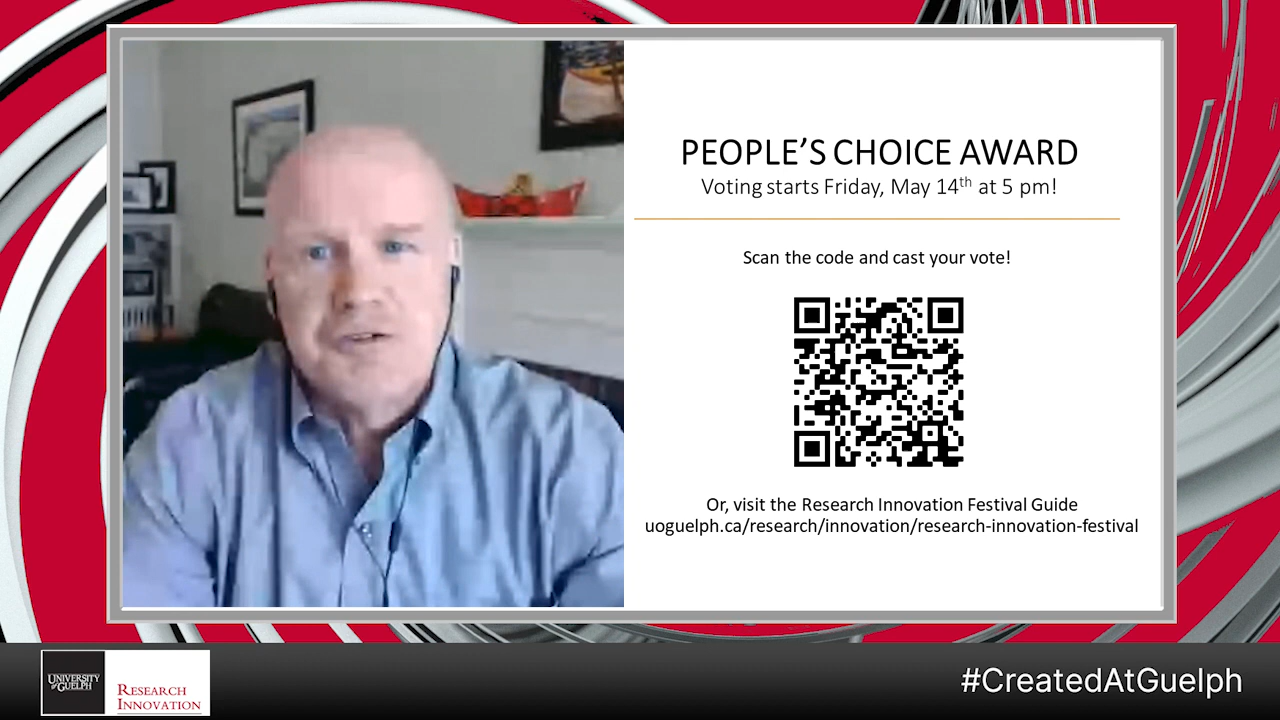 PEOPLE'S CHOICE AWARD
Voting starts Friday, May 14th at 5 pm!
Scan the code and cast your vote!
Or, visit the Research Innovation Festival Guide
uoguelph.ca/research/innovation/research-innovation-festival
UNIVERSITY
of GUELPH
RESEARCH
INNOVATION
#CreatedAtGuelph